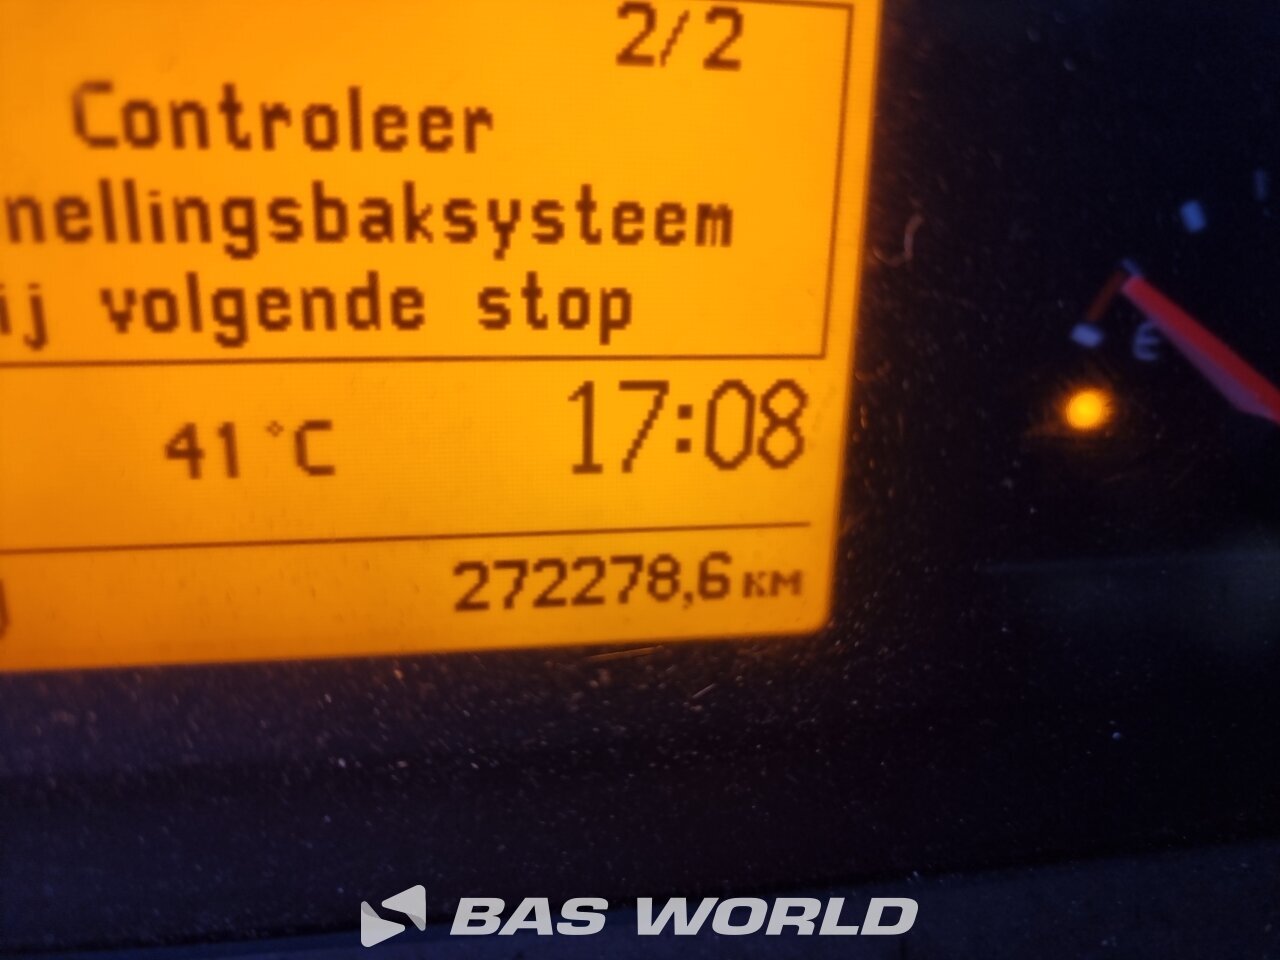 2/2
Controleer
nellingsbaksysteem
ij volgende stop
41 °C 17:08
272278,6 KM
E
BAS WORLD